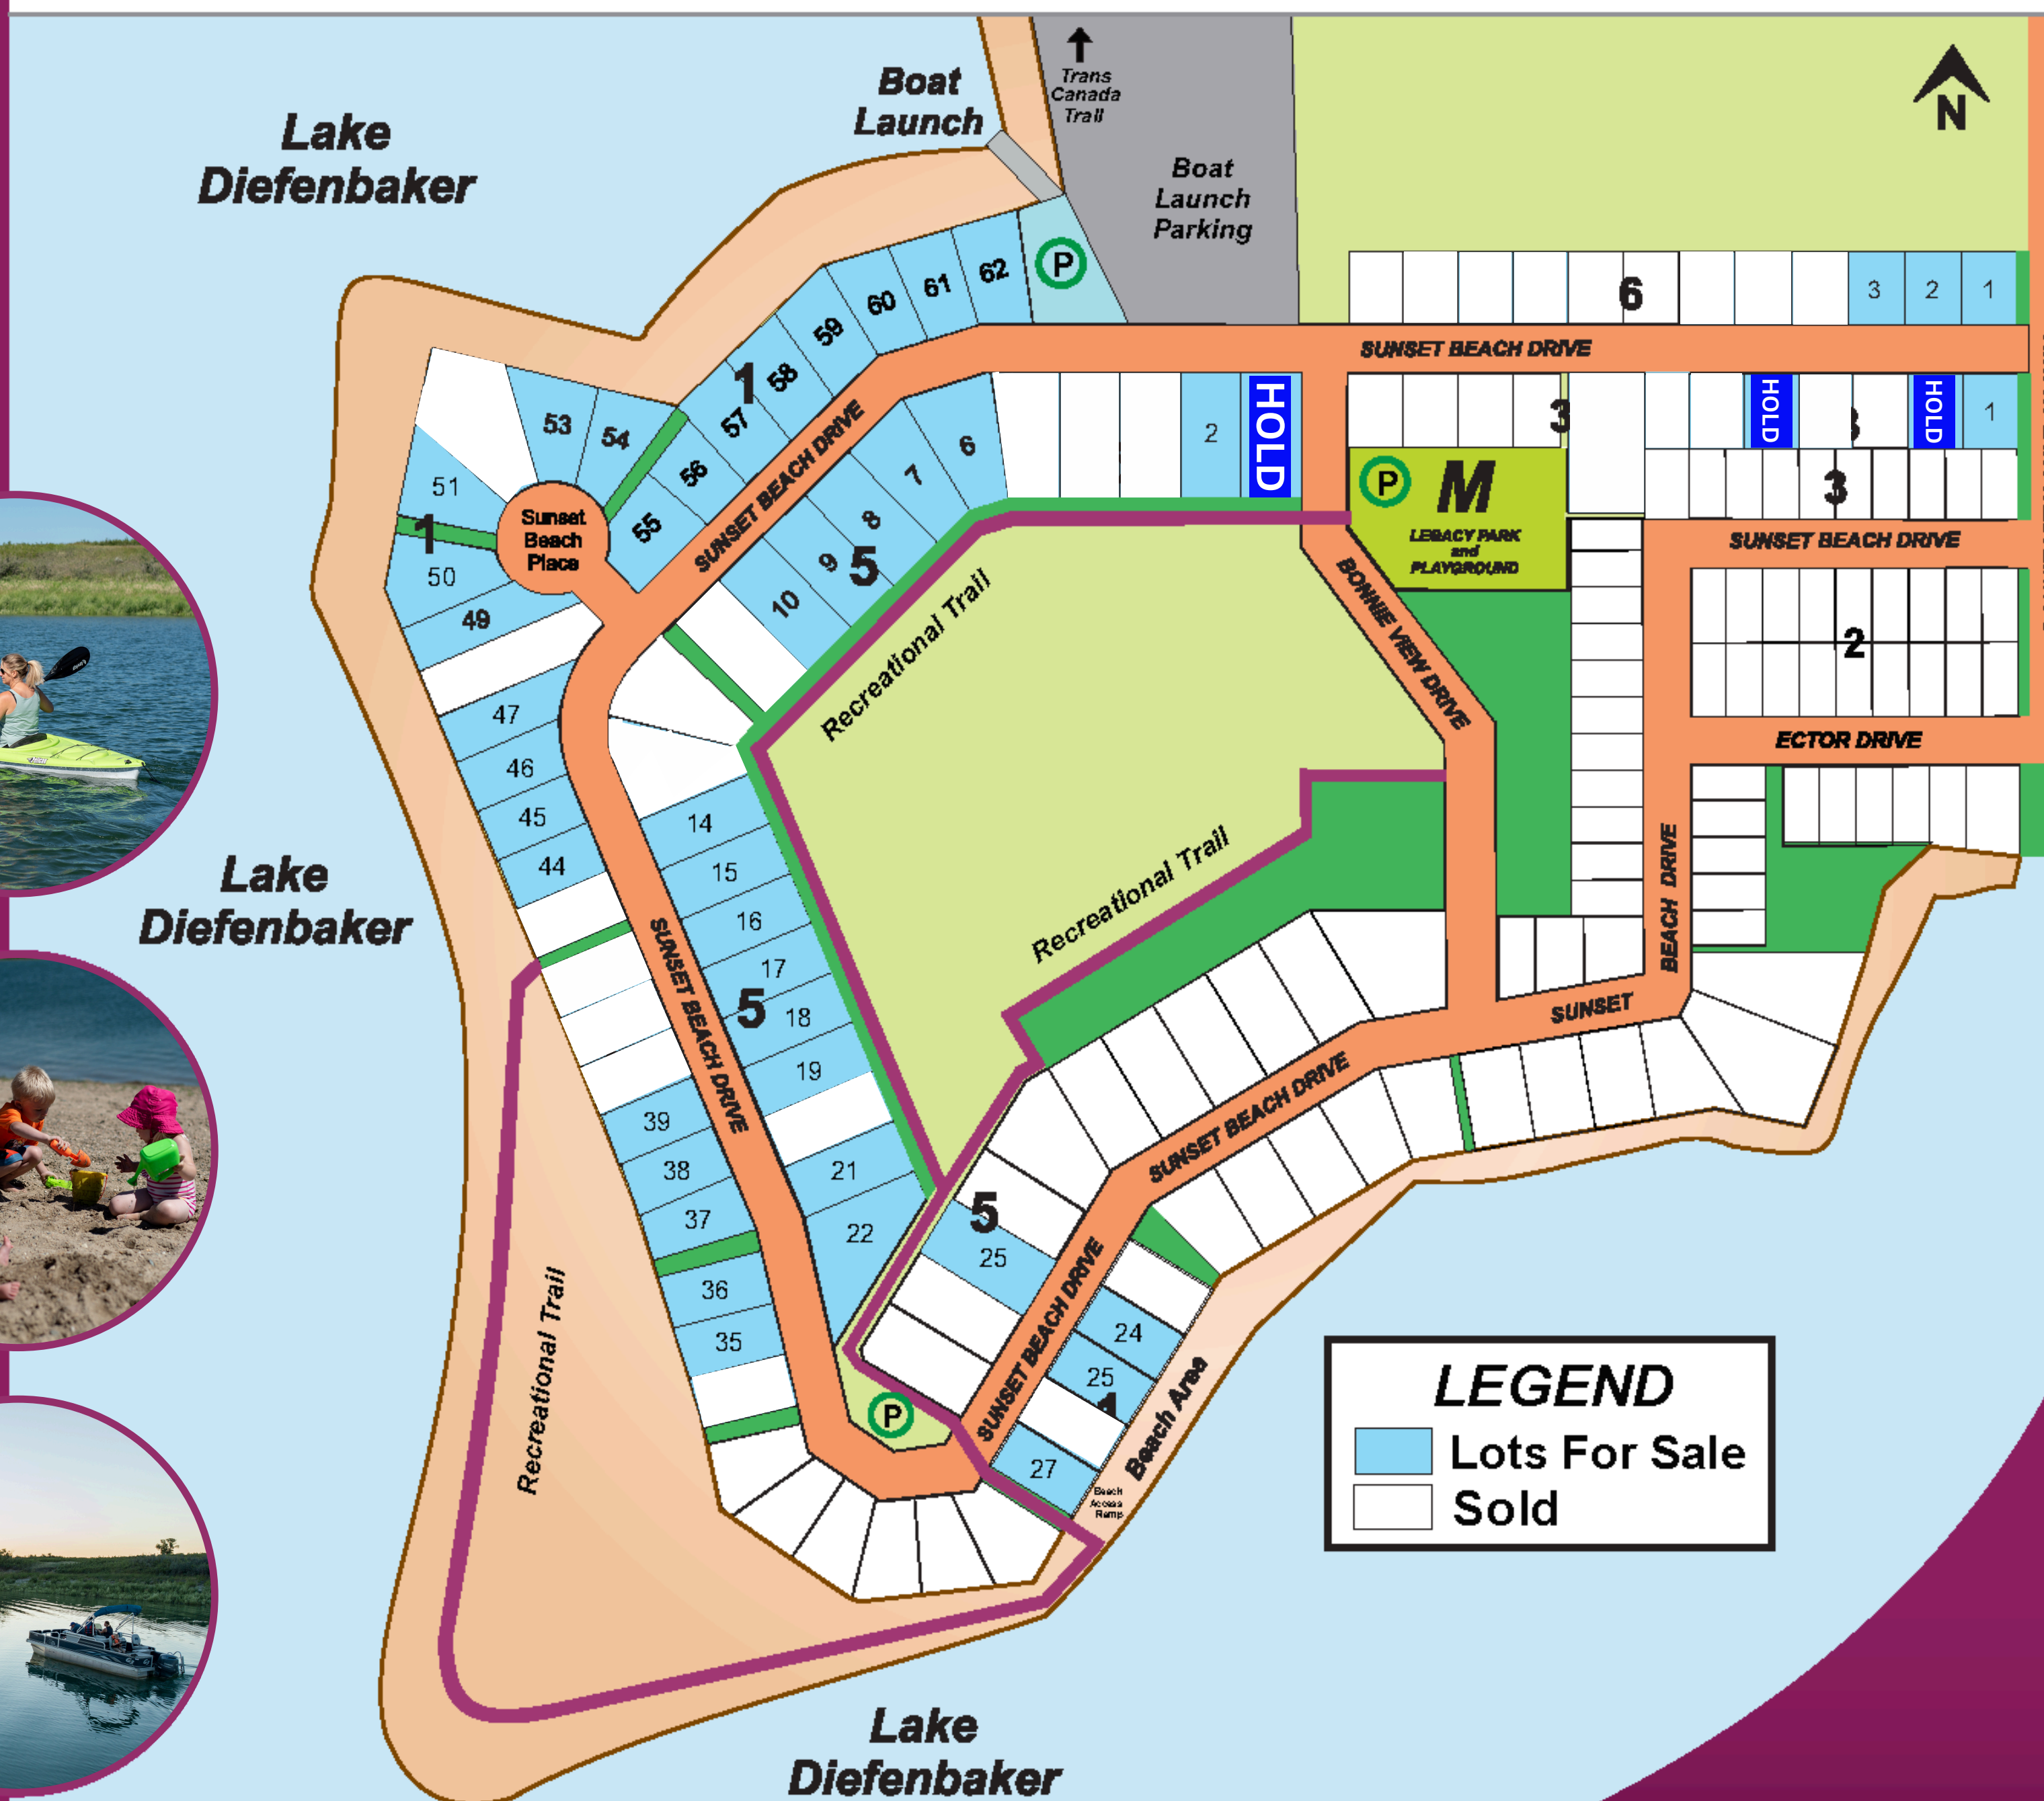 Trans
Canada
Trail
N
Boat
Launch
Lake
Diefenbaker
Boat
Launch
Parking
P
62
61
60
59
58
57
56
55
1
6
3
2
1
SUNSET BEACH DRIVE
SUNSET BEACH DRIVE
53
54
51
1
50
49
Sunset
Beach
Place
6
7
8
9
5
10
2
HOLD
3
HOLD
HOLD
1
P
M
LEGACY PARK
and
PLAYGROUND
3
SUNSET BEACH DRIVE
2
ECTOR DRIVE
BONNIE VIEW DRIVE
Recreational Trail
47
46
45
44
14
15
16
17
5
18
19
21
22
SUNSET BEACH DRIVE
Lake
Diefenbaker
Recreational Trail
BEACH DRIVE
SUNSET
SUNSET BEACH DRIVE
39
38
37
36
35
5
25
SUNSET BEACH DRIVE
24
25
27
P
Beach Area
Beach
Access
Ramp
Recreational Trail
LEGEND
Lots For Sale
Sold
Lake
Diefenbaker